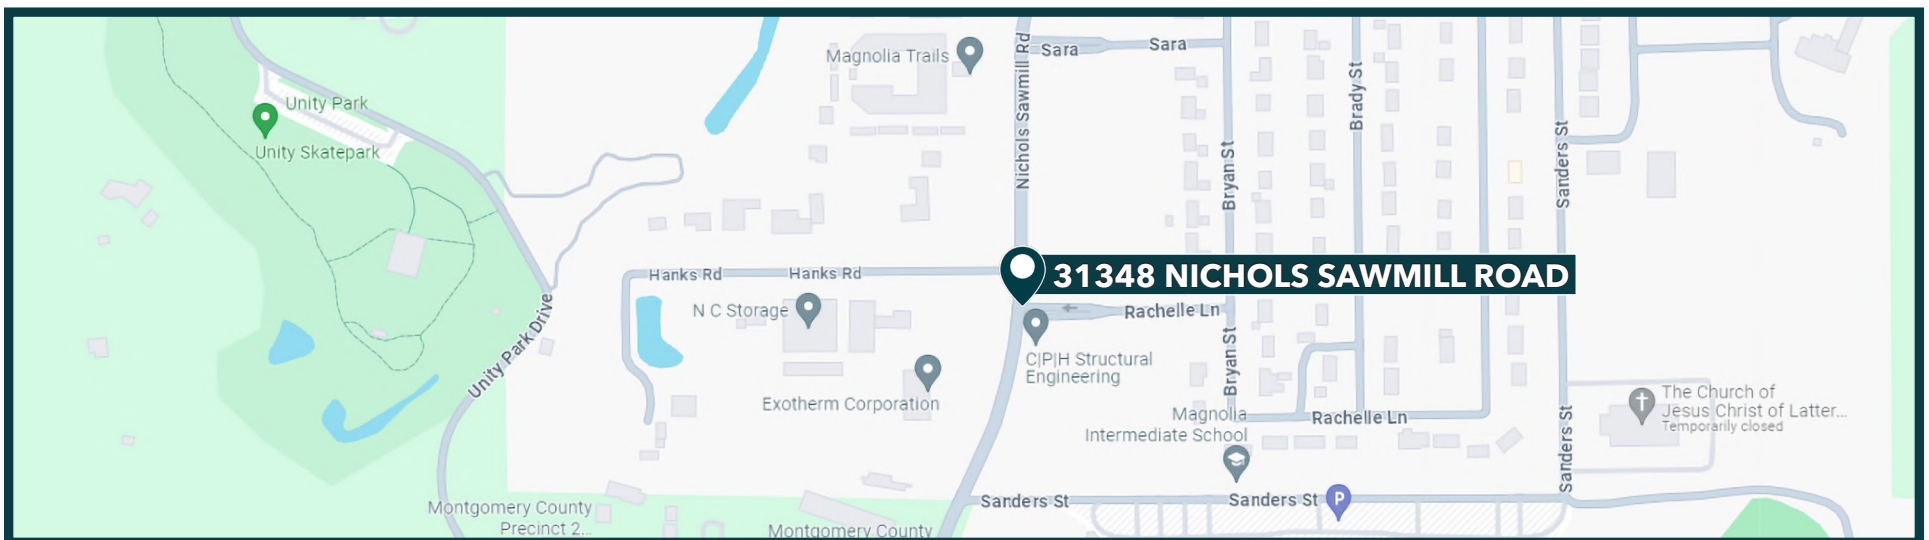 Magnolia Trails
Nichols Sawmill Rd
Sara
Sara
Unity Park
Unity Skatepark
Brady St
Bryan St
Sanders St
Hanks Rd
Hanks Rd
31348 NICHOLS SAWMILL ROAD
N C Storage
Rachelle Ln
Unity Park Drive
C|P|H Structural
Engineering
Bryan St
Exotherm Corporation
Magnolia
Intermediate School
Rachelle Ln
The Church of
Jesus Christ of Latter...
Temporarily closed
Sanders St
Sanders St
Sanders St
P
Montgomery County
Precinct 2...
Montgomery County